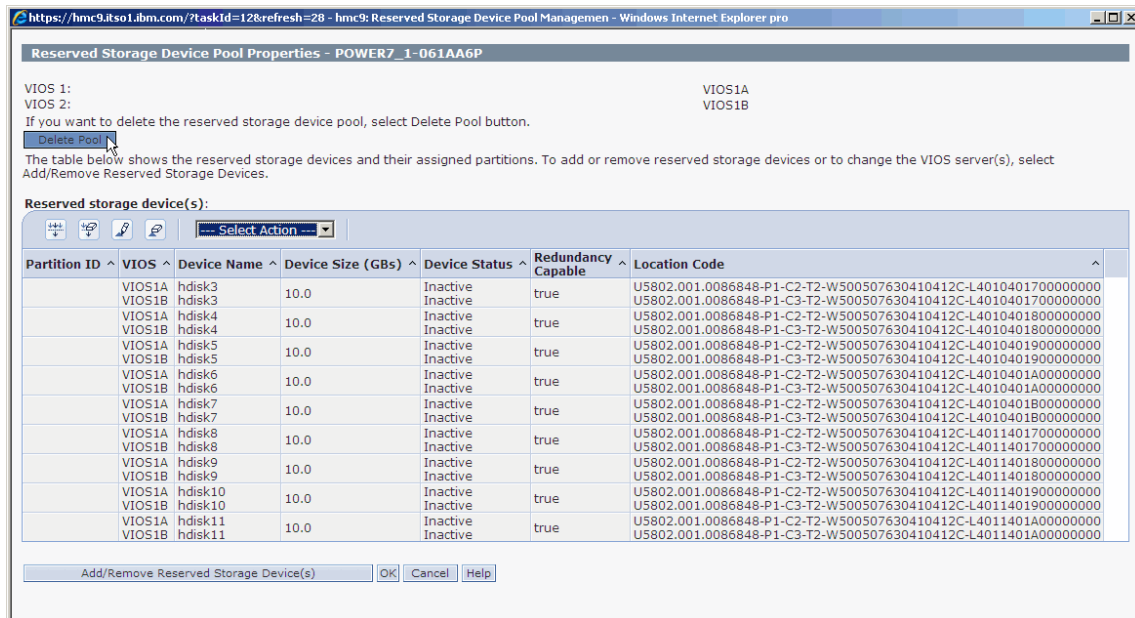 https://hmc9.itso1.ibm.com/?taskId=12&refresh=28 - hmc9: Reserved Storage Device Pool Managemen - Windows Internet Explorer pro
Reserved Storage Device Pool Properties - POWER7_1-061AA6P
VIOS 1: VIOS1A
VIOS 2: VIOS1B
If you want to delete the reserved storage device pool, select Delete Pool button.
Delete Pool
The table below shows the reserved storage devices and their assigned partitions. To add or remove reserved storage devices or to change the VIOS server(s), select
Add/Remove Reserved Storage Devices.
Reserved storage device(s):
--- Select Action ---
Partition ID ^ VIOS ^ Device Name ^ Device Size (GBs) ^ Device Status ^ Redundancy Capable ^ Location Code ^
VIOS1A hdisk3 10.0 Inactive true U5802.001.0086848-P1-C2-T2-W500507630410412C-L4010401700000000
VIOS1B hdisk3 Inactive U5802.001.0086848-P1-C3-T2-W500507630410412C-L4010401700000000
VIOS1A hdisk4 10.0 Inactive true U5802.001.0086848-P1-C2-T2-W500507630410412C-L4010401800000000
VIOS1B hdisk4 Inactive U5802.001.0086848-P1-C3-T2-W500507630410412C-L4010401800000000
VIOS1A hdisk5 10.0 Inactive true U5802.001.0086848-P1-C2-T2-W500507630410412C-L4010401900000000
VIOS1B hdisk5 Inactive U5802.001.0086848-P1-C3-T2-W500507630410412C-L4010401900000000
VIOS1A hdisk6 10.0 Inactive true U5802.001.0086848-P1-C2-T2-W500507630410412C-L4010401A00000000
VIOS1B hdisk6 Inactive U5802.001.0086848-P1-C3-T2-W500507630410412C-L4010401A00000000
VIOS1A hdisk7 10.0 Inactive true U5802.001.0086848-P1-C2-T2-W500507630410412C-L4010401B00000000
VIOS1B hdisk7 Inactive U5802.001.0086848-P1-C3-T2-W500507630410412C-L4010401B00000000
VIOS1A hdisk8 10.0 Inactive true U5802.001.0086848-P1-C2-T2-W500507630410412C-L4011401700000000
VIOS1B hdisk8 Inactive U5802.001.0086848-P1-C3-T2-W500507630410412C-L4011401700000000
VIOS1A hdisk9 10.0 Inactive true U5802.001.0086848-P1-C2-T2-W500507630410412C-L4011401800000000
VIOS1B hdisk9 Inactive U5802.001.0086848-P1-C3-T2-W500507630410412C-L4011401800000000
VIOS1A hdisk10 10.0 Inactive true U5802.001.0086848-P1-C2-T2-W500507630410412C-L4011401900000000
VIOS1B hdisk10 Inactive U5802.001.0086848-P1-C3-T2-W500507630410412C-L4011401900000000
VIOS1A hdisk11 10.0 Inactive true U5802.001.0086848-P1-C2-T2-W500507630410412C-L4011401A00000000
VIOS1B hdisk11 Inactive U5802.001.0086848-P1-C3-T2-W500507630410412C-L4011401A00000000
Add/Remove Reserved Storage Device(s) OK Cancel Help